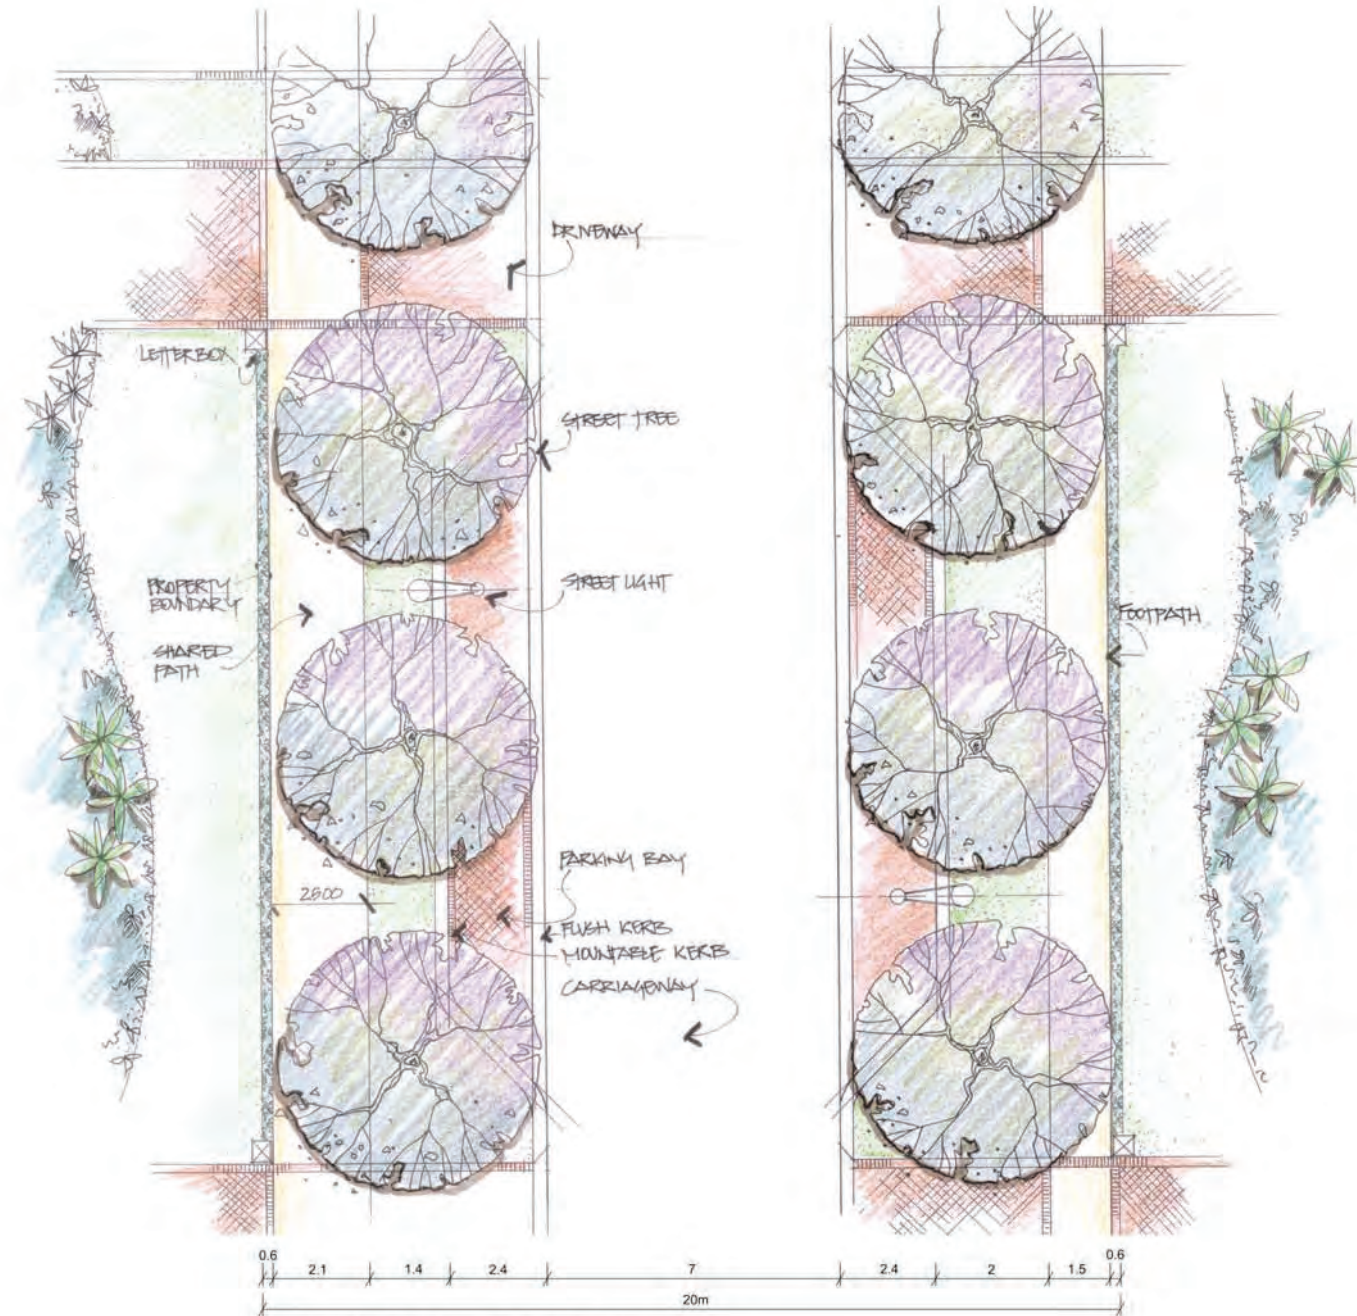 DRIVEWAY
LETTERBOX
STREET TREE
PROPERTY
BOUNDARY
STREET LIGHT
SHARED
PATH
FOOTPATH
PARKING BAY
2500
FLUSH KERB
MOUNTABLE KERB
CARRIAGEWAY
0.6
0.6
2.1
1.4
2.4
7
2.4
2
1.5
20m